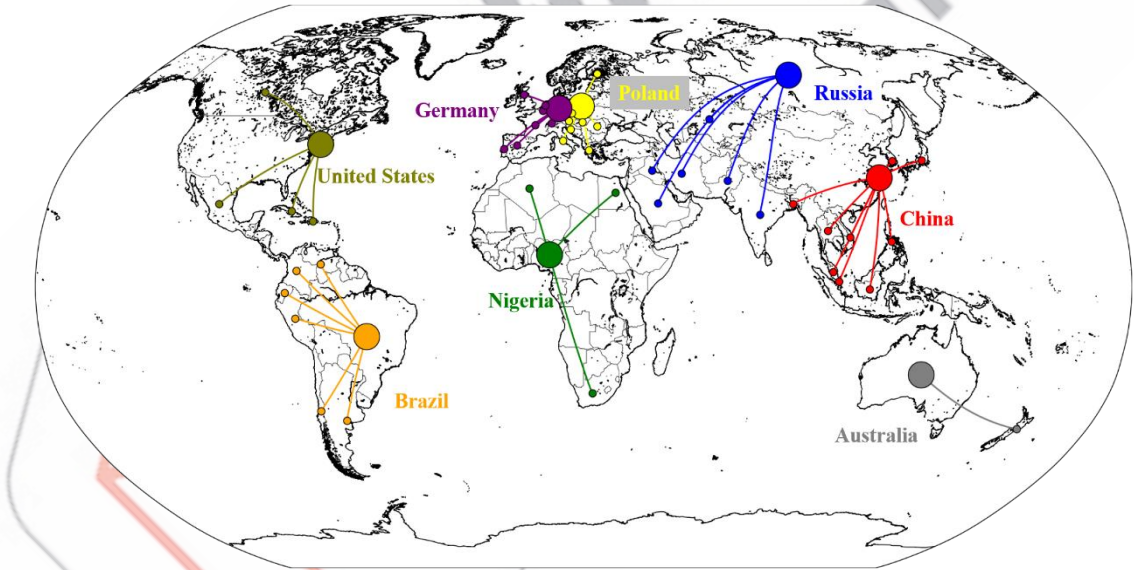 Poland
Russia
Germany
United States
China
Nigeria
Brazil
Australia